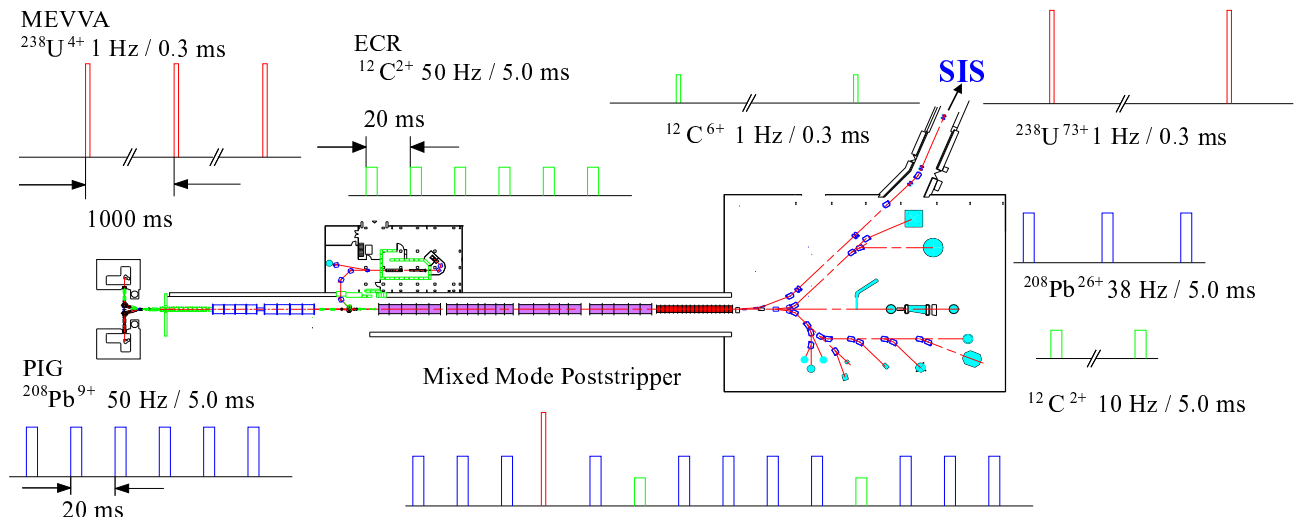 MEVVA
²³⁸U⁴⁺ 1 Hz / 0.3 ms
1000 ms
ECR
¹²C²⁺ 50 Hz / 5.0 ms
20 ms
SIS
¹²C⁶⁺ 1 Hz / 0.3 ms
²³⁸U⁷³⁺ 1 Hz / 0.3 ms
²⁰⁸Pb²⁶⁺ 38 Hz / 5.0 ms
¹²C²⁺ 10 Hz / 5.0 ms
PIG
²⁰⁸Pb⁹⁺ 50 Hz / 5.0 ms
20 ms
Mixed Mode Poststripper